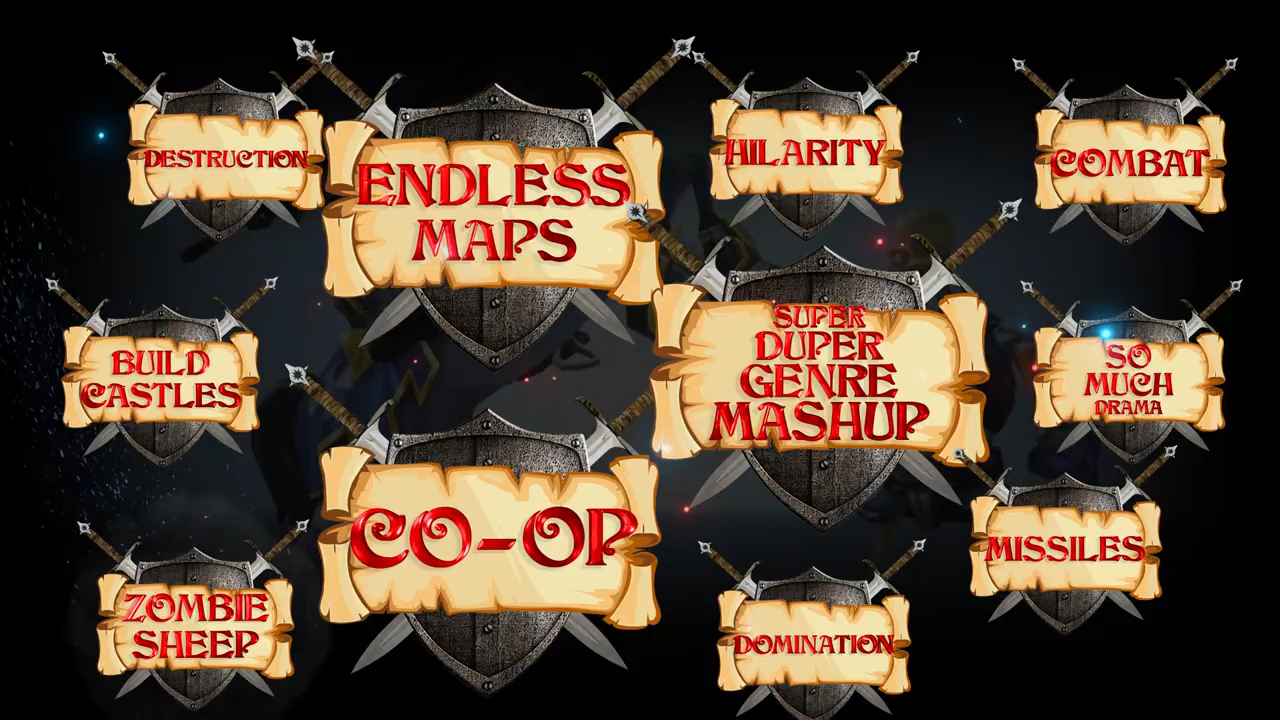 DESTRUCTION
ENDLESS
MAPS
HILARITY
COMBAT
BUILD
CASTLES
SUPER
DUPER
GENRE
MASHUP
SO
MUCH
DRAMA
CO-OP
MISSILES
ZOMBIE
SHEEP
DOMINATION